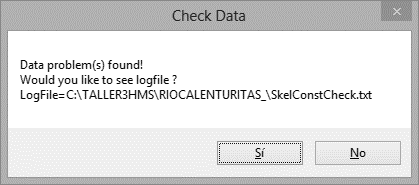 Check Data
Data problem(s) found!
Would you like to see logfile ?
LogFile=C:\TALLER3HMS\RIOCALENTURITAS_\SkelConstCheck.txt
Sí
No